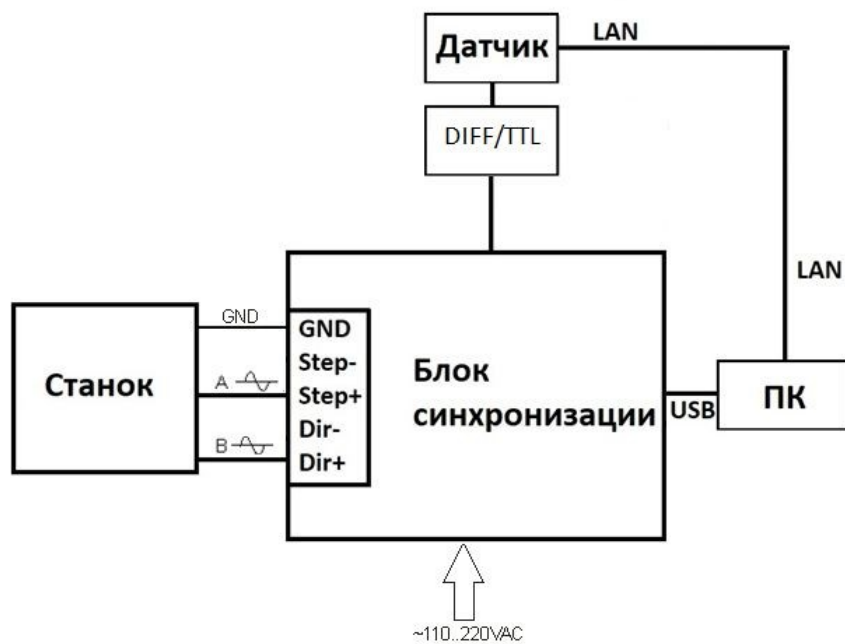 Датчик
LAN
DIFF/TTL
LAN
Станок
GND
A
B
GND
Step-
Step+
Dir-
Dir+
Блок
синхронизации
USB
ПК
~110..220VAC